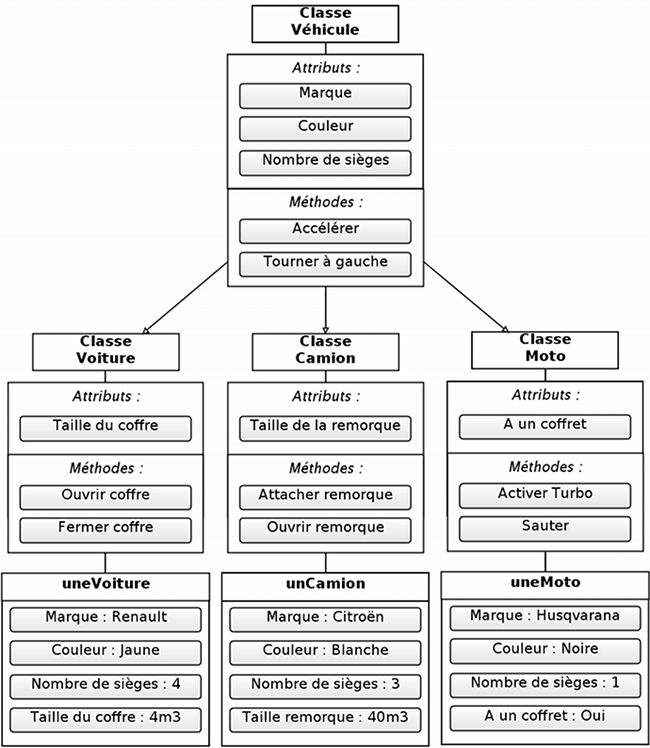 Classe
Véhicule
Attributs :
Marque
Couleur
Nombre de sièges
Méthodes :
Accélérer
Tourner à gauche
Classe
Voiture
Attributs :
Taille du coffre
Méthodes :
Ouvrir coffre
Fermer coffre
uneVoiture
Marque : Renault
Couleur : Jaune
Nombre de sièges : 4
Taille du coffre : 4m3
Classe
Camion
Attributs :
Taille de la remorque
Méthodes :
Attacher remorque
Ouvrir remorque
unCamion
Marque : Citroën
Couleur : Blanche
Nombre de sièges : 3
Taille remorque : 40m3
Classe
Moto
Attributs :
A un coffret
Méthodes :
Activer Turbo
Sauter
uneMoto
Marque : Husqvarana
Couleur : Noire
Nombre de sièges : 1
A un coffret : Oui